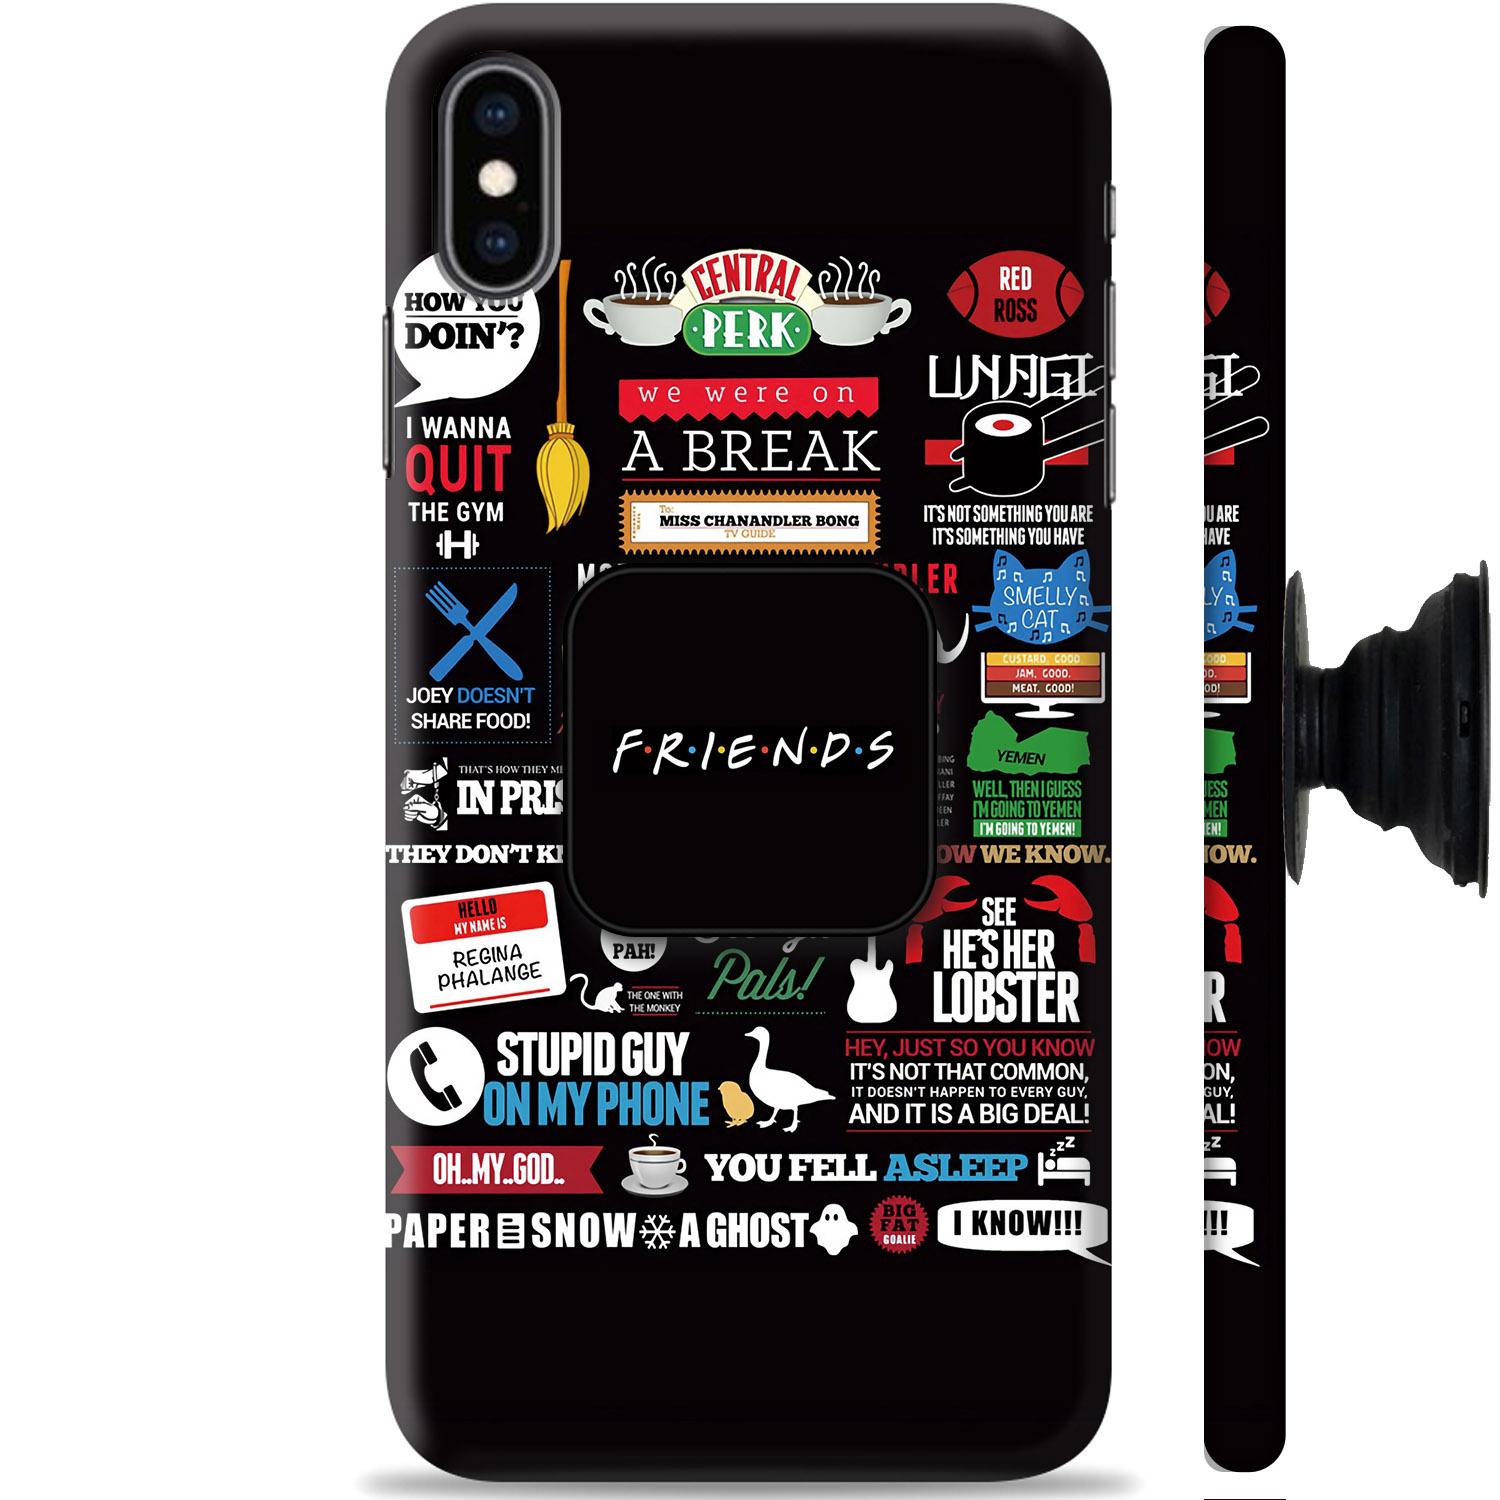 HOW YOU
DOIN'?
CENTRAL
·PERK·
RED
ROSS
we were on
A BREAK
UNAGI
I WANNA
QUIT
THE GYM
To:
MISS CHANANDLER BONG
TV GUIDE
IT'S NOT SOMETHING YOU ARE
IT'S SOMETHING YOU HAVE
SMELLY
CAT
CUSTARD, GOOD
JAM, GOOD.
MEAT, GOOD!
JOEY DOESN'T
SHARE FOOD!
F·R·I·E·N·D·S
YEMEN
WELL, THEN I GUESS
I'M GOING TO YEMEN
I'M GOING TO YEMEN!
THAT'S HOW THEY
IN
THEY DON'T
WE KNOW.
HELLO
MY NAME IS
REGINA
PHALANGE
PAH!
Pals!
THE ONE WITH
THE MONKEY
SEE
HE'S HER
LOBSTER
STUPID GUY
ON MY PHONE
HEY, JUST SO YOU KNOW
IT'S NOT THAT COMMON,
IT DOESN'T HAPPEN TO EVERY GUY,
AND IT IS A BIG DEAL!
OH..MY..GOD..
YOU FELL ASLEEP
zzZ
PAPER SNOW A GHOST
BIG
FAT
GOALIE
I KNOW!!!